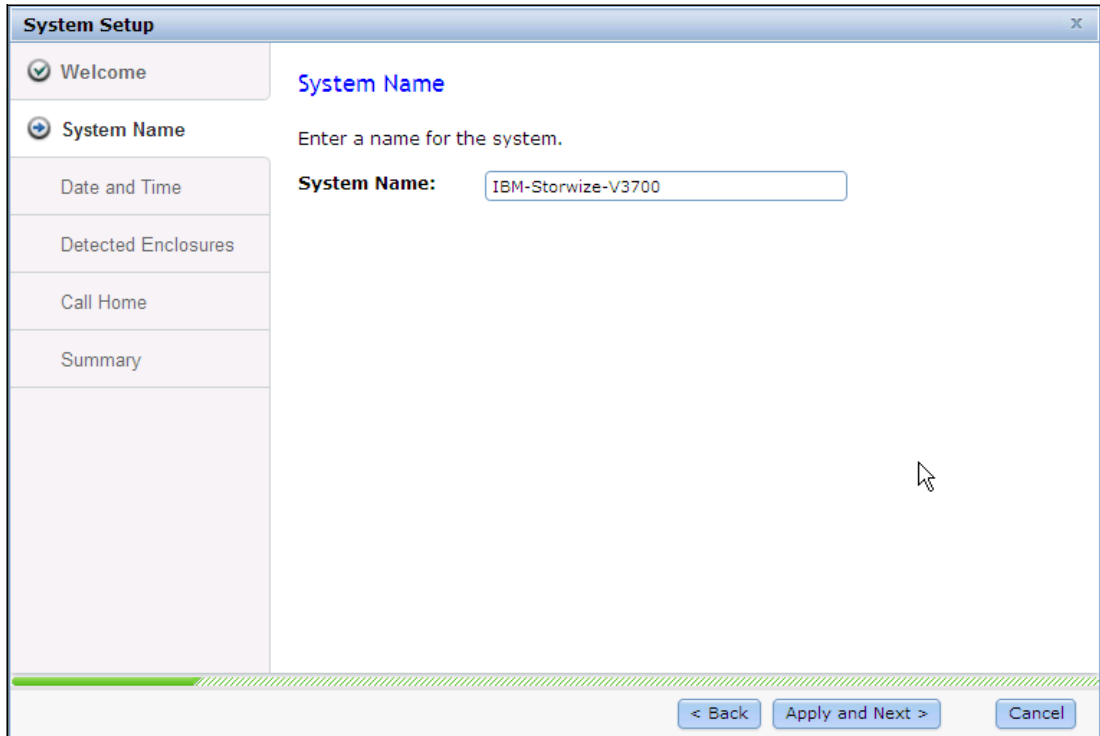 System Setup x
Welcome
System Name
Date and Time
Detected Enclosures
Call Home
Summary
System Name
Enter a name for the system.
System Name: IBM-Storwize-V3700
< Back Apply and Next > Cancel